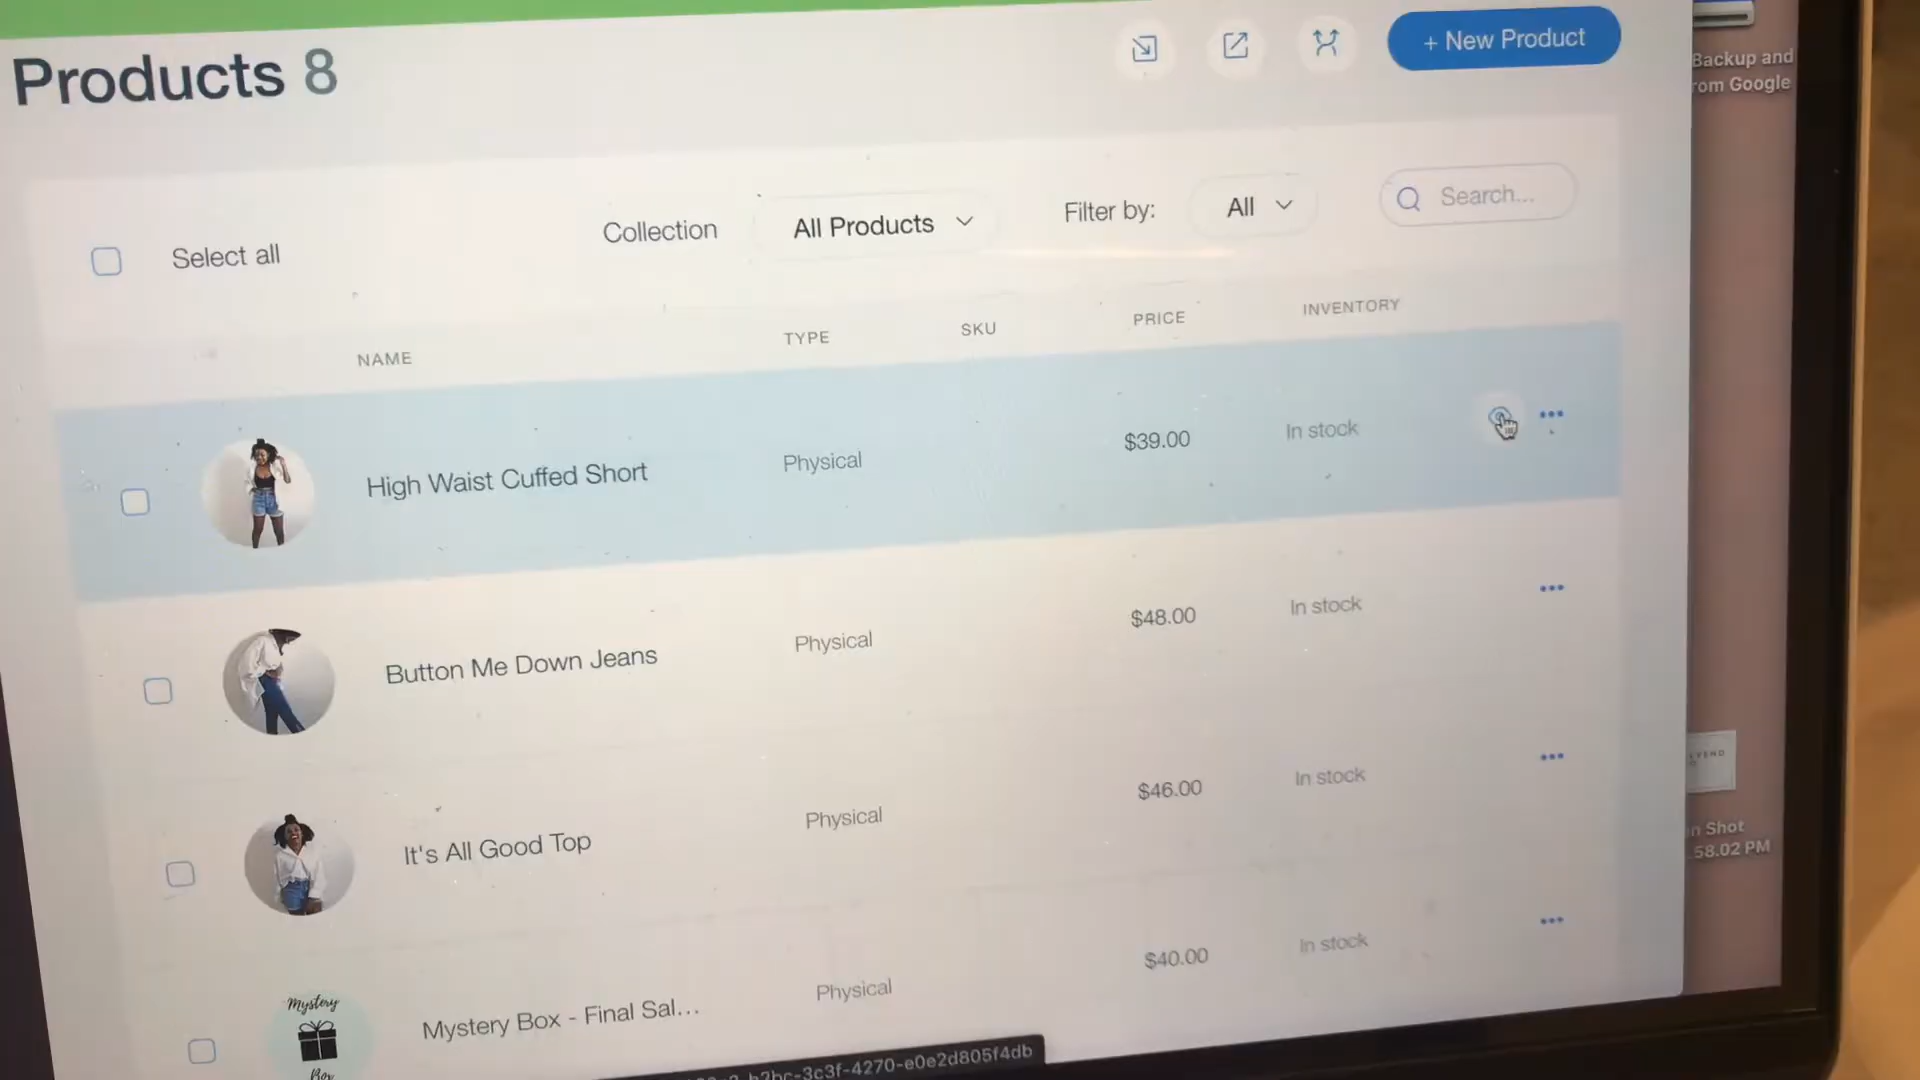 Products 8
+ New Product
Backup and
rom Google
Select all
Collection
All Products
Filter by:
All
Search...
NAME
TYPE
SKU
PRICE
INVENTORY
High Waist Cuffed Short
Physical
$39.00
In stock
Button Me Down Jeans
Physical
$48.00
In stock
It's All Good Top
Physical
$46.00
In stock
n Shot
.58.02 PM
Mystery
Box
Mystery Box - Final Sal...
Physical
$40.00
In stock
-3c3f-4270-e0e2d805f4db